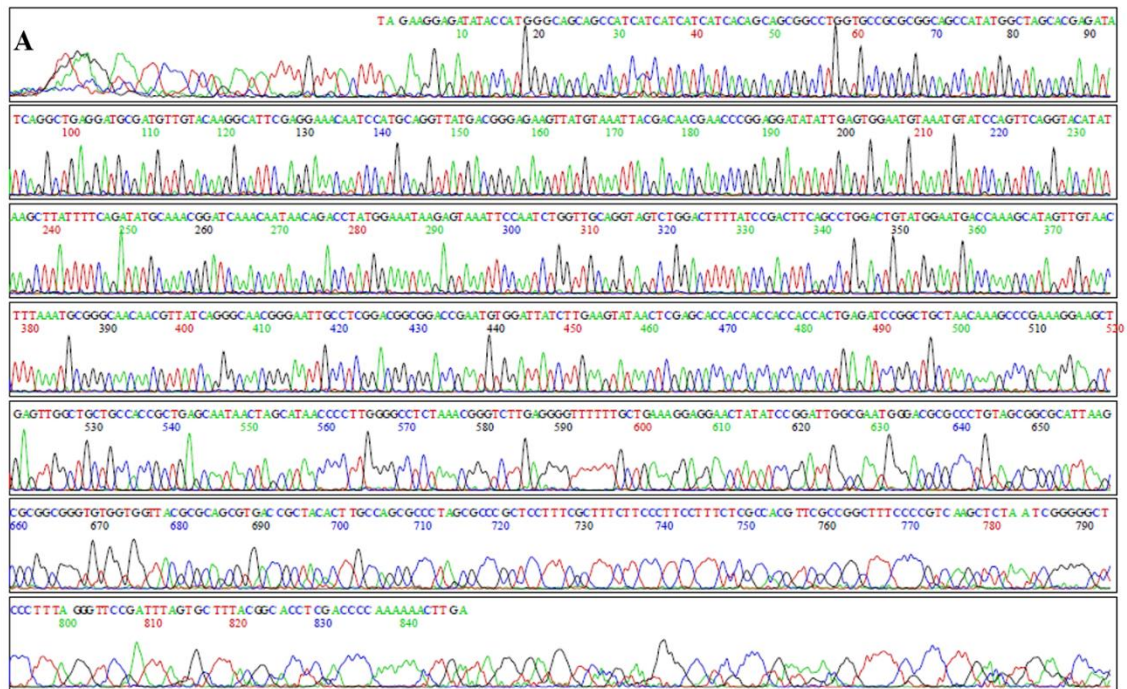 TA GAAGGAGATATACCATGGGCAGCAGCCATCATCATCATCATCACAGCAGCGGCCTGGTGCCGCGCGGCAGCCATATGGCTAGCACGAGATA
A
10 20 30 40 50 60 70 80 90
TCAGGCTGAGGATGCGATGTTGTACAAGGCATTCGAGGAAACAATCCATGCAGGTTATGACGGGAGAAGTTATGTAAATTACGACAACGAACCCGGAGGATATATTGAGTGGAATGTAAATGTATCCAGTTCAGGTACATAT
100 110 120 130 140 150 160 170 180 190 200 210 220 230
AAGCTTATTTTCAGATATGCAAACGGATCAAACAATAACAGACCTATGGAAATAAGAGTAAATTCCAATCTGGTTGCAGGTAGTCTGGACTTTTATCCGACTTCAGCCTGGACTGTATGGAATGACCAAAGCATAGTTGTAAC
240 250 260 270 280 290 300 310 320 330 340 350 360 370
TTTAAATGCGGGCAACAACGTTATCAGGGCAACGGGAATTGCCTCGGACGGCGGACCGAATGTGGATTATCTTGAAGTATAACTCGAGCACCACCACCACCACCACTGAGATCCGGCTGCTAACAAAGCCCGAAAGGAAGCT
380 390 400 410 420 430 440 450 460 470 480 490 500 510 520
GAGTTGGCTGCTGCCACCGCTGAGCAATAACTAGCATAACCCCTTGGGGCCTCTAAACGGGTCTTGAGGGGTTTTTTGCTGAAAGGAGGAACTATATCCGGATTGGCGAATGGGACGCGCCCTGTAGCGGCGCATTAAG
530 540 550 560 570 580 590 600 610 620 630 640 650
CGCGGCGGGTGTGGTGGTTACGCGCAGCGTGACCGCTACACTTGCCAGCGCCCTAGCGCCCGCTCCTTTCGCTTTCTTCCCTTCCTTTCTCGCCACGTTCGCCGGCTTTCCCCGTCAAGCTCTAATCGGGGGCT
660 670 680 690 700 710 720 730 740 750 760 770 780 790
CCCTTTA GGGTTCCGATTTAGTGCTTTACGGCACCTCGACCCCAAAAAACTTGA
800 810 820 830 840